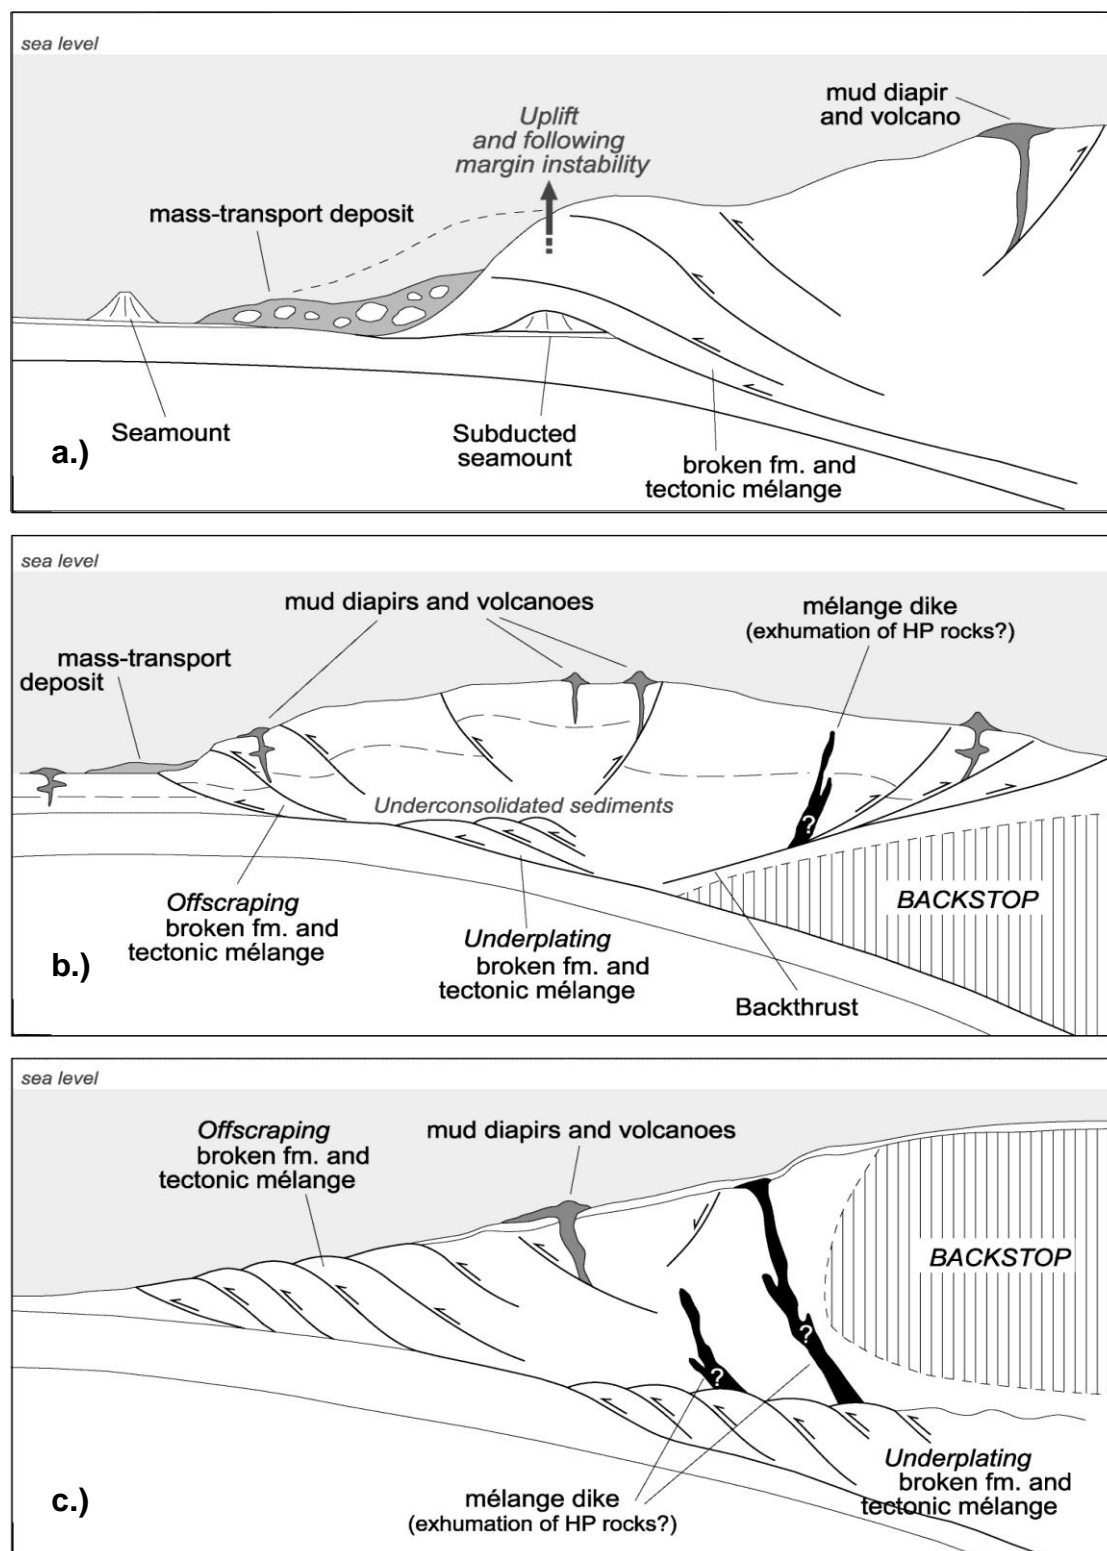 sea level
mud diapir
and volcano
Uplift
and following
margin instability
mass-transport deposit
Seamount
Subducted
seamount
broken fm. and
tectonic mélange
a.)
sea level
mud diapirs and volcanoes
mélange dike
(exhumation of HP rocks?)
mass-transport
deposit
Underconsolidated sediments
?
BACKSTOP
Offscraping
broken fm. and
tectonic mélange
Underplating
broken fm. and
tectonic mélange
Backthrust
b.)
sea level
Offscraping
broken fm. and
tectonic mélange
mud diapirs and volcanoes
BACKSTOP
?
?
Underplating
broken fm. and
tectonic mélange
mélange dike
(exhumation of HP rocks?)
c.)